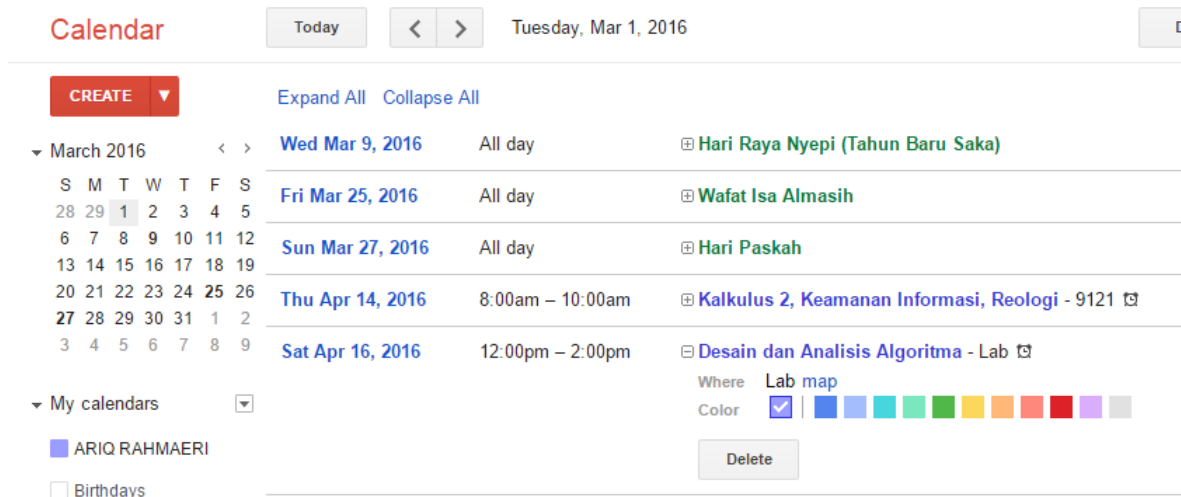 Calendar
Today
Tuesday, Mar 1, 2016
CREATE
Expand All Collapse All
March 2016
S M T W T F S
28 29 1 2 3 4 5
6 7 8 9 10 11 12
13 14 15 16 17 18 19
20 21 22 23 24 25 26
27 28 29 30 31 1 2
3 4 5 6 7 8 9
Wed Mar 9, 2016 All day Hari Raya Nyepi (Tahun Baru Saka)
Fri Mar 25, 2016 All day Wafat Isa Almasih
Sun Mar 27, 2016 All day Hari Paskah
Thu Apr 14, 2016 8:00am – 10:00am Kalkulus 2, Keamanan Informasi, Reologi - 9121
Sat Apr 16, 2016 12:00pm – 2:00pm Desain dan Analisis Algoritma - Lab
Where Lab map
Color
Delete
My calendars
ARIQ RAHMAERI
Birthdays